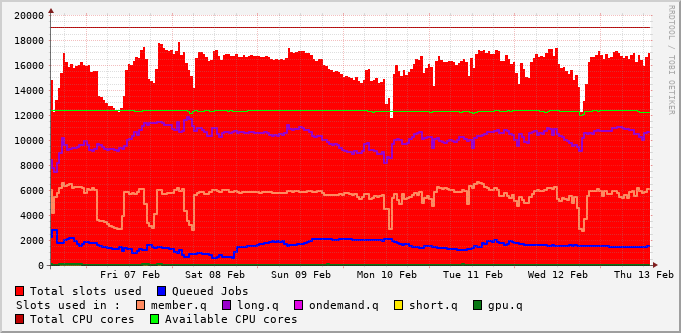 20000
18000
16000
14000
12000
10000
8000
6000
4000
2000
0
Fri 07 Feb Sat 08 Feb Sun 09 Feb Mon 10 Feb Tue 11 Feb Wed 12 Feb Thu 13 Feb
RRDTOOL / TOBI OETIKER
Total slots used Queued Jobs
Slots used in : member.q long.q ondemand.q short.q gpu.q
Total CPU cores Available CPU cores